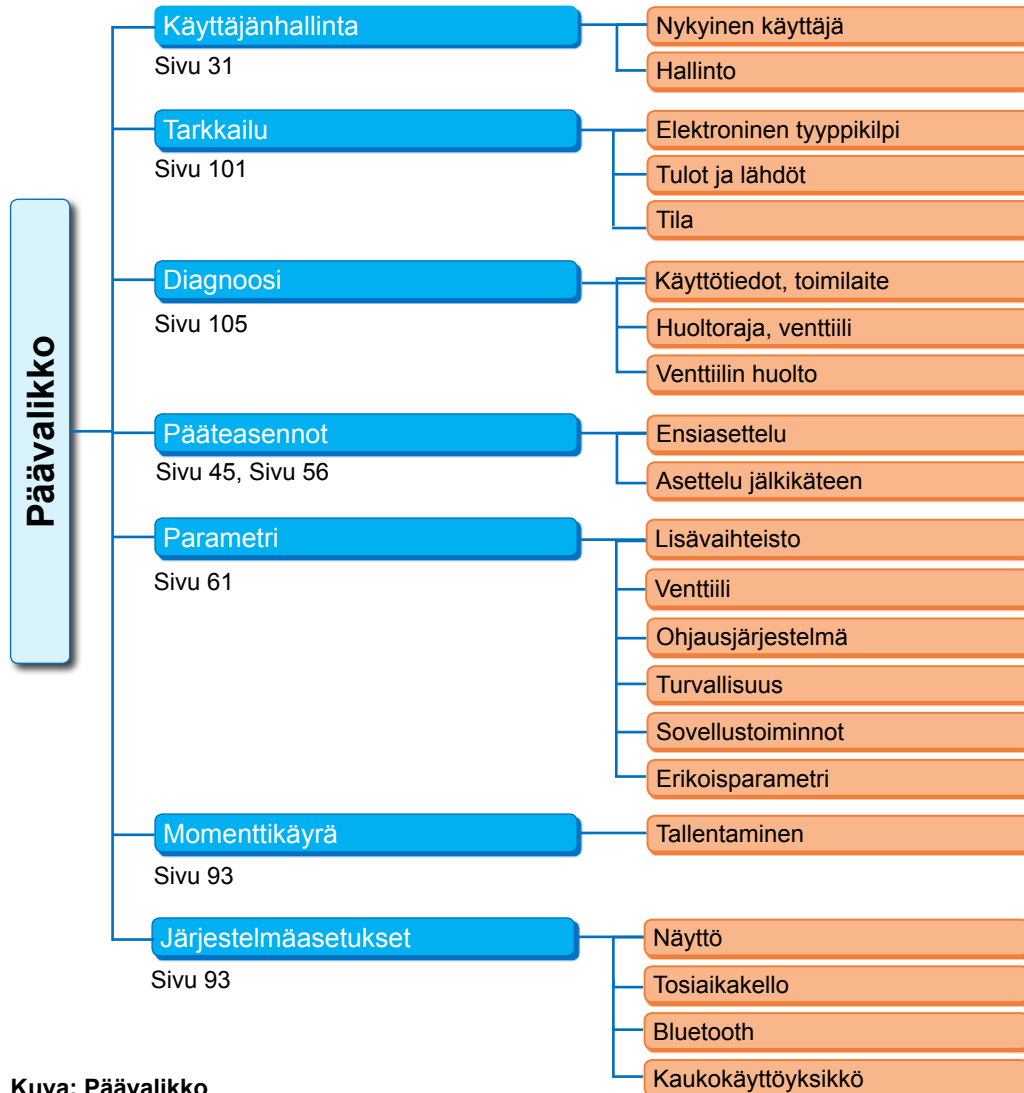 Päävalikko
Käyttäjänhallinta
Sivu 31
Nykyinen käyttäjä
Hallinto
Tarkkailu
Sivu 101
Elektroninen tyyppikilpi
Tulot ja lähdöt
Tila
Diagnoosi
Sivu 105
Käyttötiedot, toimilaite
Huoltoraja, venttiili
Venttiilin huolto
Pääteasennot
Sivu 45, Sivu 56
Ensiasettelu
Asettelu jälkikäteen
Parametri
Sivu 61
Lisävaihteisto
Venttiili
Ohjausjärjestelmä
Turvallisuus
Sovellustoiminnot
Erikoisparametri
Momenttikäyrä
Sivu 93
Tallentaminen
Järjestelmäasetukset
Sivu 93
Näyttö
Tosiaikakello
Bluetooth
Kaukokäyttöyksikkö
Kuva: Päävalikko